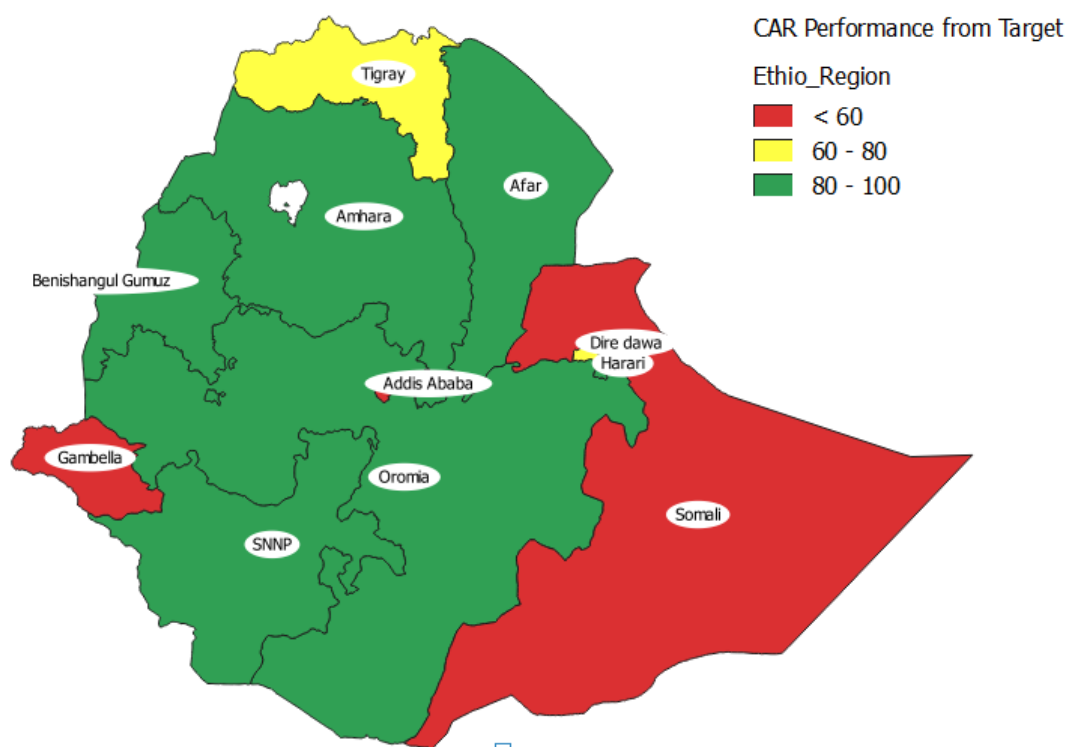 CAR Performance from Target
Ethio_Region
< 60
60 - 80
80 - 100
Tigray
Afar
Amhara
Benishangul Gumuz
Dire dawa
Harari
Addis Ababa
Gambella
Oromia
Somali
SNNP